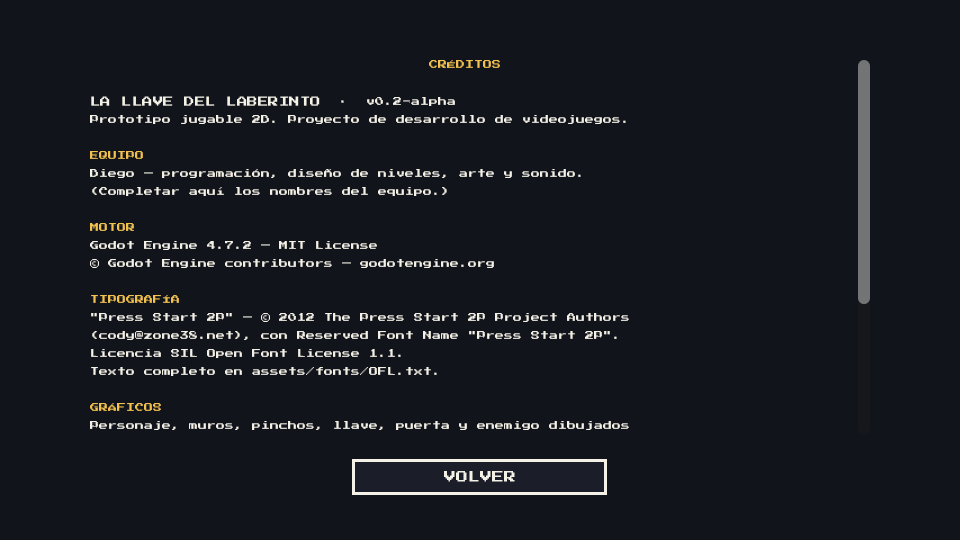 CRÉDITOS
LA LLAVE DEL LABERINTO · v0.2-alpha
Prototipo jugable 2D. Proyecto de desarrollo de videojuegos.
EQUIPO
Diego — programación, diseño de niveles, arte y sonido.
(Completar aquí los nombres del equipo.)
MOTOR
Godot Engine 4.7.2 — MIT License
© Godot Engine contributors — godotengine.org
TIPOGRAFíA
"Press Start 2P" — © 2012 The Press Start 2P Project Authors
(cody@zone38.net), con Reserved Font Name "Press Start 2P".
Licencia SIL Open Font License 1.1.
Texto completo en assets/fonts/OFL.txt.
GRáFICOS
Personaje, muros, pinchos, llave, puerta y enemigo dibujados
VOLVER